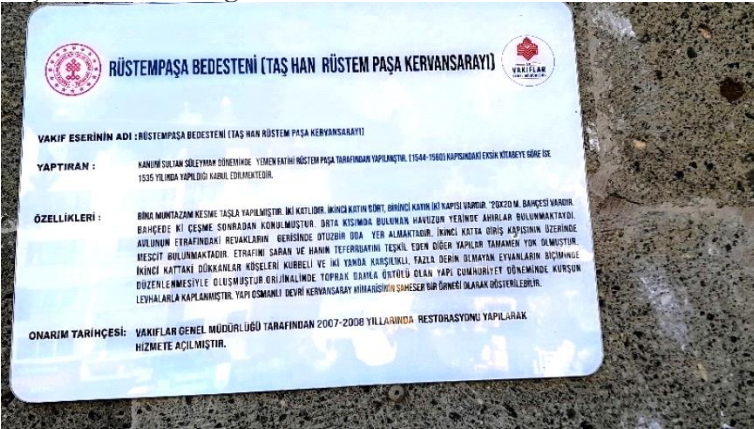 RÜSTEMPAŞA BEDESTENİ (TAŞ HAN RÜSTEM PAŞA KERVANSARAYI)
VAKIFLAR
VAKIF ESERİNİN ADI : RÜSTEMPAŞA BEDESTENİ (TAŞ HAN RÜSTEM PAŞA KERVANSARAYI)
YAPTIRAN : KANUNİ SULTAN SÜLEYMAN DÖNEMİNDE YEMEN FATİHİ RÜSTEM PAŞA TARAFINDAN YAPILMIŞTIR. (1544-1560) KAPISINDAKİ EKSİK KİTABEYE GÖRE İSE
1535 YILINDA YAPILDIĞI KABUL EDİLMEKTEDİR.
ÖZELLİKLERİ : BİNA MUNTAZAM KESME TAŞLA YAPILMIŞTIR. İKİ KATLIDIR. İKİNCİ KATIN DÖRT, BİRİNCİ KATIN İKİ KAPISI VARDIR. "20X20 M. BAHÇESİ VARDIR.
BAHÇEDE Kİ ÇEŞME SONRADAN KONULMUŞTUR. ORTA KISIMDA BULUNAN HAVUZUN YERİNDE AHIRLAR BULUNMAKTAYDI.
AVLUNUN ETRAFINDAKİ REVAKLARIN GERİSİNDE OTUZBİR ODA YER ALMAKTADIR. İKİNCİ KATTA GİRİŞ KAPISININ ÜZERİNDE
MESCİT BULUNMAKTADIR. ETRAFINI SARAN VE HANIN TEFERRUATINI TEŞKİL EDEN DİĞER YAPILAR TAMAMEN YOK OLMUŞTUR.
İKİNCİ KATTAKİ DÜKKANLAR KÖŞELERİ KUBBELİ VE İKİ YANDA KARŞILIKLI, FAZLA DERİN OLMAYAN EYVANLARIN BİÇİMİNDE
DÜZENLENMESİYLE OLUŞMUŞTUR.ORİJİNALİNDE TOPRAK DAMLA ÖRTÜLÜ OLAN YAPI CUMHURİYET DÖNEMİNDE KURŞUN
LEVHALARLA KAPLANMIŞTIR. YAPI OSMANLI DEVRİ KERVANSARAY MİMARİSİNİN ŞAHESER BİR ÖRNEĞİ OLARAK GÖSTERİLEBİLİR.
ONARIM TARİHÇESİ: VAKIFLAR GENEL MÜDÜRLÜĞÜ TARAFINDAN 2007-2008 YILLARINDA RESTORASYONU YAPILARAK
HİZMETE AÇILMIŞTIR.